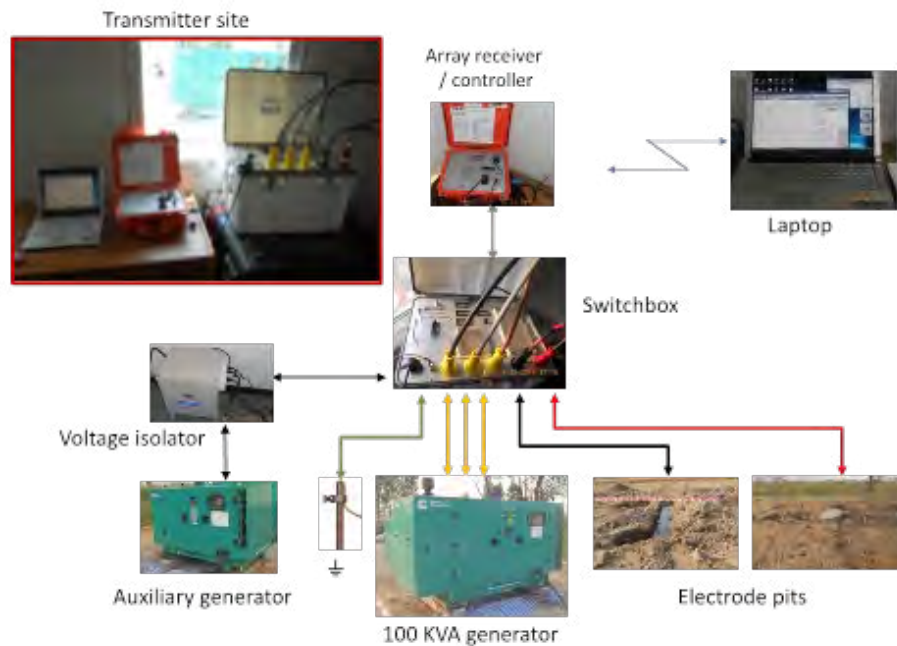 Transmitter site
Array receiver
/ controller
Laptop
Switchbox
Voltage isolator
Auxiliary generator
100 KVA generator
Electrode pits